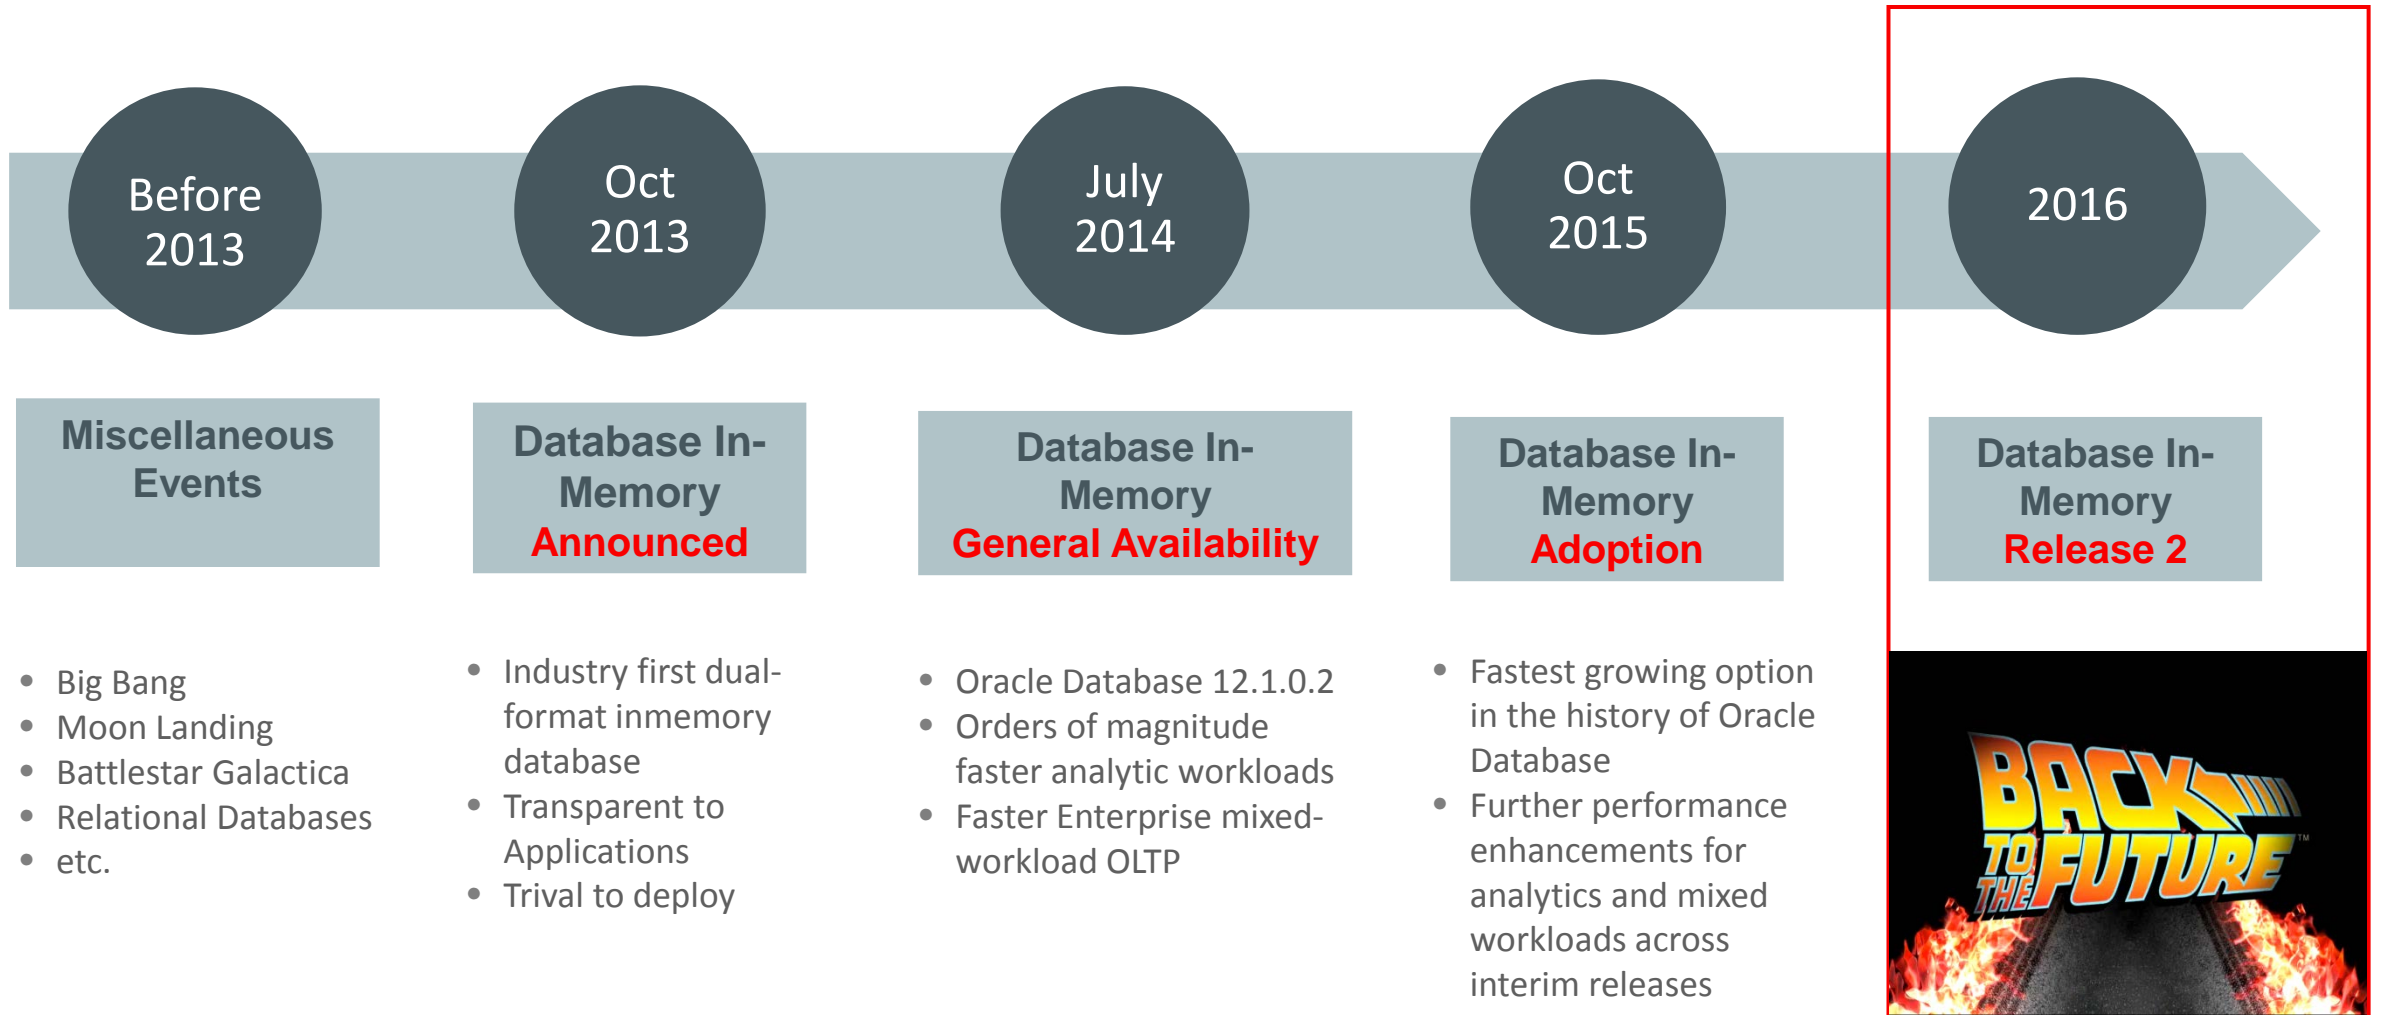 Before
2013
Oct
2013
July
2014
Oct
2015
2016
Miscellaneous
Events
Database In-
Memory
Announced
Database In-
Memory
General Availability
Database In-
Memory
Adoption
Database In-
Memory
Release 2
• Big Bang
• Moon Landing
• Battlestar Galactica
• Relational Databases
• etc.
• Industry first dual-
format inmemory
database
• Transparent to
Applications
• Trival to deploy
• Oracle Database 12.1.0.2
• Orders of magnitude
faster analytic workloads
• Faster Enterprise mixed-
workload OLTP
• Fastest growing option
in the history of Oracle
Database
• Further performance
enhancements for
analytics and mixed
workloads across
interim releases
BACK
TO THE FUTURE™